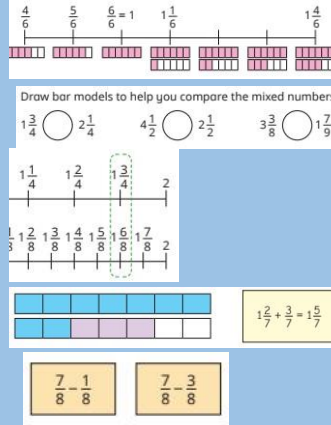 4/6 5/6 6/6 = 1 1 1/6 1 4/6
Draw bar models to help you compare the mixed numbers
1 3/4 ◯ 2 1/4 4 1/2 ◯ 2 1/2 3 3/8 ◯ 1 7/9
1 1/4 1 2/4 1 3/4 2
1 2/8 1 3/8 1 4/8 1 5/8 1 6/8 1 7/8 2
1 2/7 + 3/7 = 1 5/7
7/8 − 1/8 7/8 − 3/8